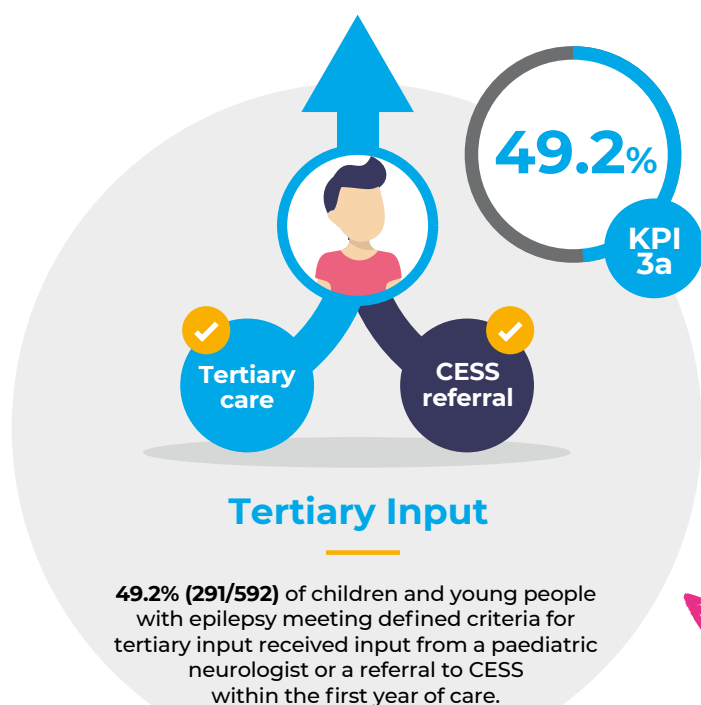 49.2%
KPI
3a
Tertiary
care
CESS
referral
Tertiary Input
49.2% (291/592) of children and young people
with epilepsy meeting defined criteria for
tertiary input received input from a paediatric
neurologist or a referral to CESS
within the first year of care.